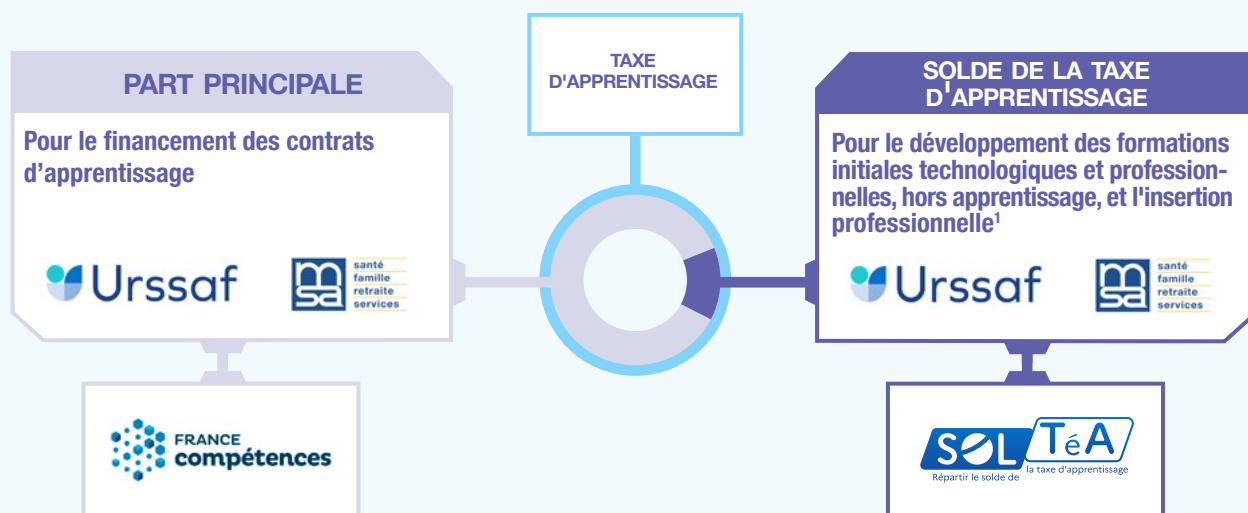 TAXE
D'APPRENTISSAGE
PART PRINCIPALE
Pour le financement des contrats
d'apprentissage
Urssaf
msa
santé
famille
retraite
services
FRANCE
compétences
SOLDE DE LA TAXE
D'APPRENTISSAGE
Pour le développement des formations
initiales technologiques et profession-
nelles, hors apprentissage, et l'insertion
professionnelle¹
Urssaf
msa
santé
famille
retraite
services
SOLTéA
Répartir le solde de la taxe d'apprentissage